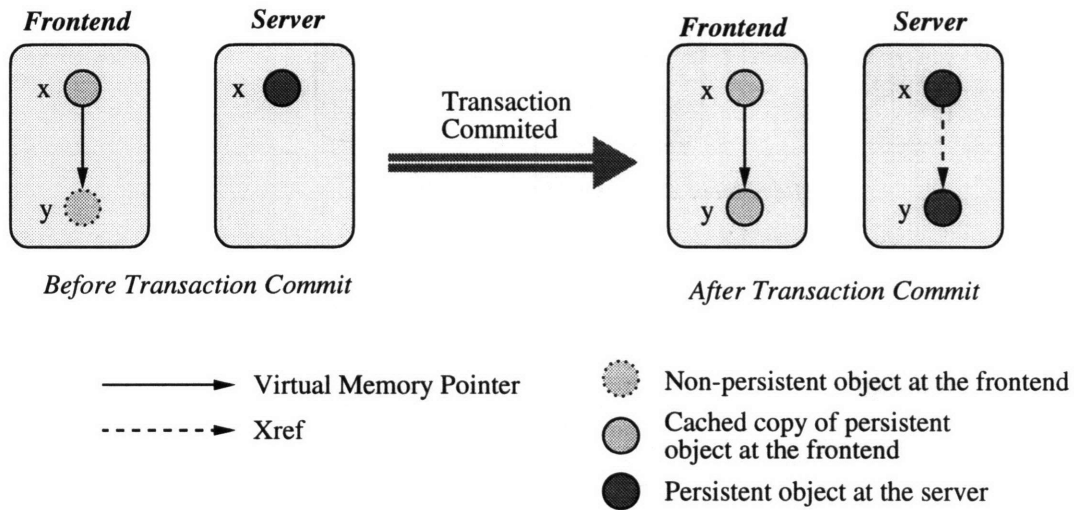 Frontend Server
x x
y
Before Transaction Commit
Transaction
Commited
Frontend Server
x x
y y
After Transaction Commit
Virtual Memory Pointer
Xref
Non-persistent object at the frontend
Cached copy of persistent
object at the frontend
Persistent object at the server